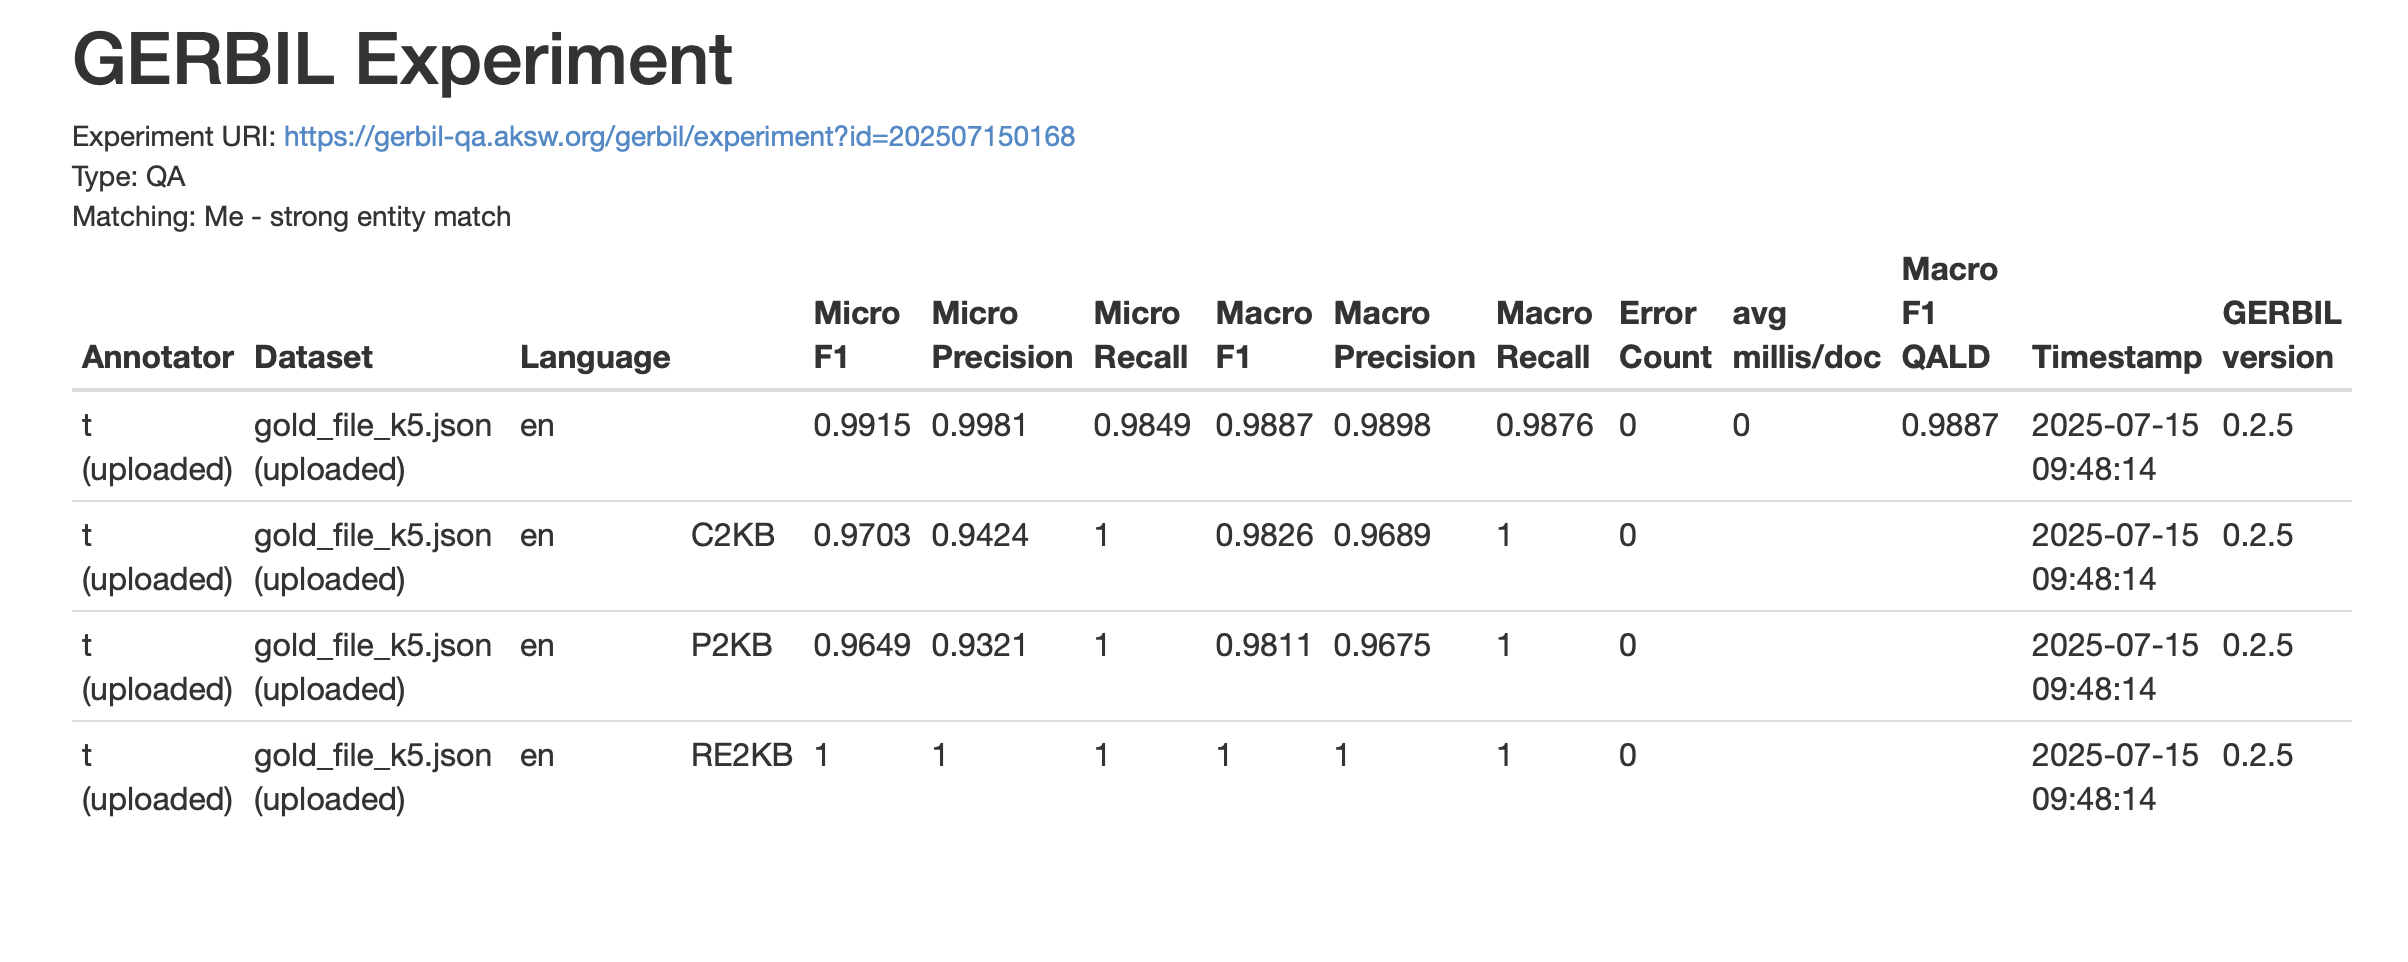 GERBIL Experiment
Experiment URI: https://gerbil-qa.aksw.org/gerbil/experiment?id=202507150168
Type: QA
Matching: Me - strong entity match
Macro
Micro Micro Micro Macro Macro Macro Error avg F1 GERBIL
Annotator Dataset Language F1 Precision Recall F1 Precision Recall Count millis/doc QALD Timestamp version
t gold_file_k5.json en 0.9915 0.9981 0.9849 0.9887 0.9898 0.9876 0 0 0.9887 2025-07-15 0.2.5
(uploaded) (uploaded) 09:48:14
t gold_file_k5.json en C2KB 0.9703 0.9424 1 0.9826 0.9689 1 0 2025-07-15 0.2.5
(uploaded) (uploaded) 09:48:14
t gold_file_k5.json en P2KB 0.9649 0.9321 1 0.9811 0.9675 1 0 2025-07-15 0.2.5
(uploaded) (uploaded) 09:48:14
t gold_file_k5.json en RE2KB 1 1 1 1 1 1 0 2025-07-15 0.2.5
(uploaded) (uploaded) 09:48:14